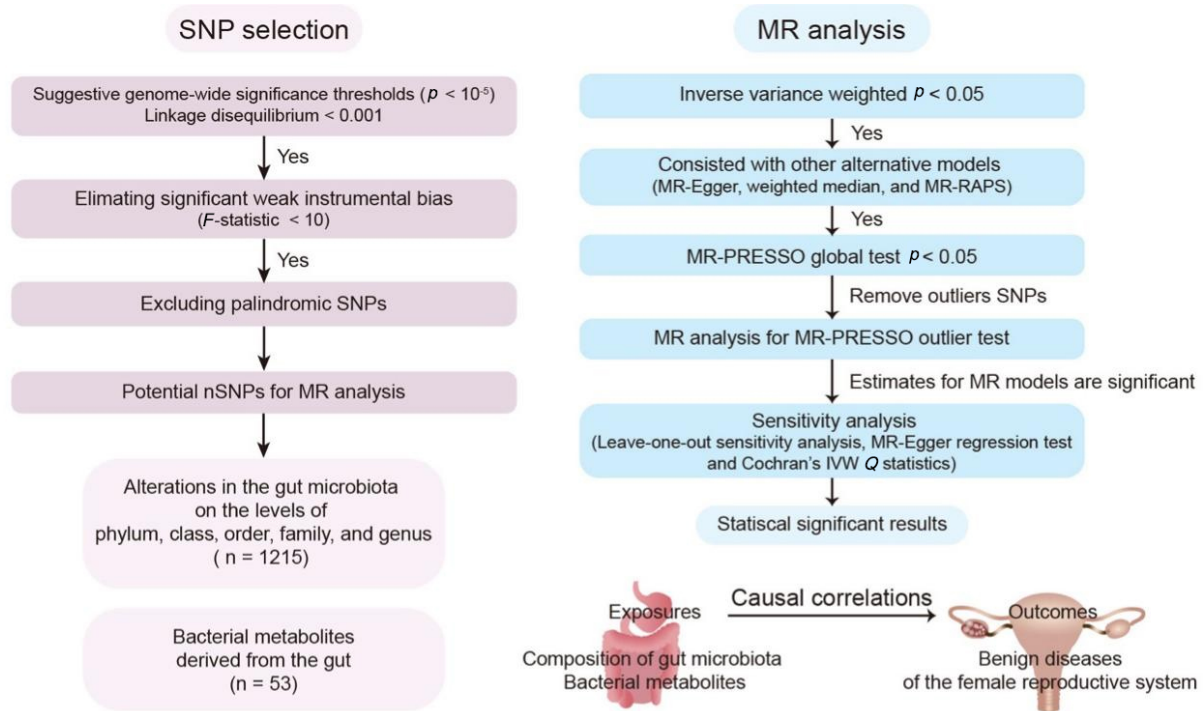 SNP selection
Suggestive genome-wide significance thresholds (p < 10⁻⁵)
Linkage disequilibrium < 0.001
Yes
Elimating significant weak instrumental bias
(F-statistic < 10)
Yes
Excluding palindromic SNPs
Potential nSNPs for MR analysis
Alterations in the gut microbiota
on the levels of
phylum, class, order, family, and genus
( n = 1215)
Bacterial metabolites
derived from the gut
(n = 53)
MR analysis
Inverse variance weighted p < 0.05
Yes
Consisted with other alternative models
(MR-Egger, weighted median, and MR-RAPS)
Yes
MR-PRESSO global test p < 0.05
Remove outliers SNPs
MR analysis for MR-PRESSO outlier test
Estimates for MR models are significant
Sensitivity analysis
(Leave-one-out sensitivity analysis, MR-Egger regression test
and Cochran's IVW Q statistics)
Statiscal significant results
Exposures
Composition of gut microbiota
Bacterial metabolites
Causal correlations
Outcomes
Benign diseases
of the female reproductive system